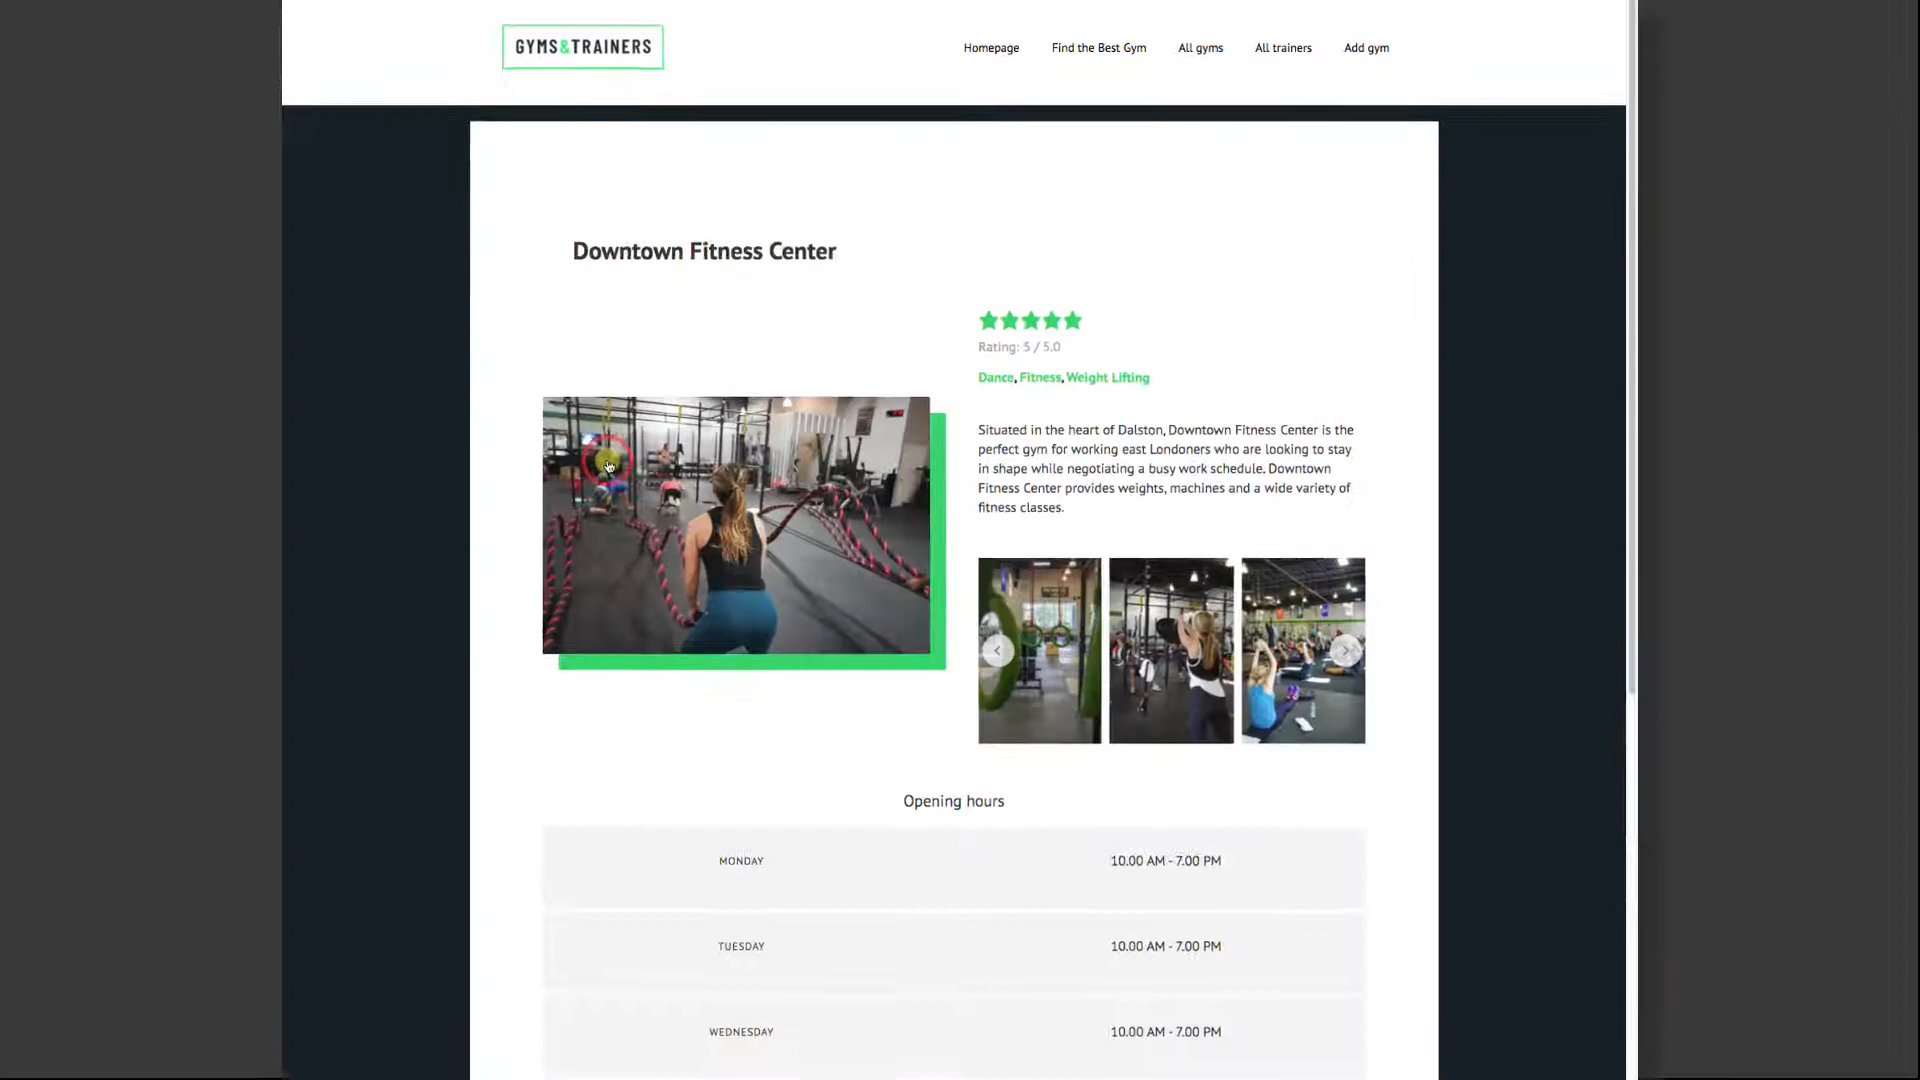 GYMS&TRAINERS
Homepage
Find the Best Gym
All gyms
All trainers
Add gym
Downtown Fitness Center
Rating: 5 / 5.0
Dance, Fitness, Weight Lifting
Situated in the heart of Dalston, Downtown Fitness Center is the
perfect gym for working east Londoners who are looking to stay
in shape while negotiating a busy work schedule. Downtown
Fitness Center provides weights, machines and a wide variety of
fitness classes.
Opening hours
MONDAY
10.00 AM - 7.00 PM
TUESDAY
10.00 AM - 7.00 PM
WEDNESDAY
10.00 AM - 7.00 PM